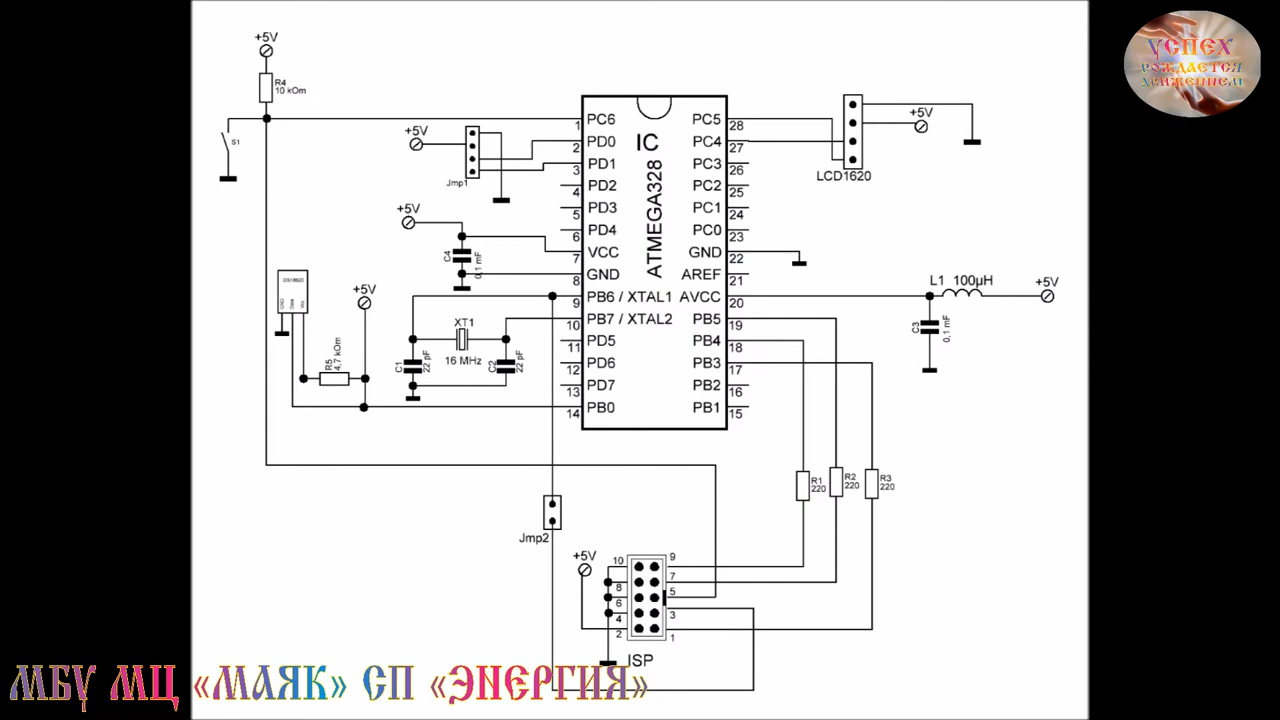 +5V
R4
10 kOm
S1
+5V
Jmp1
+5V
C4
0,1 mF
DS18B20
GND
Data
Vcc
+5V
R5
4,7 kOm
XT1
16 MHz
C1
22 pF
C2
22 pF
IC
ATMEGA328
PC6
1
PD0
2
PD1
3
PD2
4
PD3
5
PD4
6
VCC
7
GND
8
PB6 / XTAL1
9
PB7 / XTAL2
10
PD5
11
PD6
12
PD7
13
PB0
14
PC5
28
PC4
27
PC3
26
PC2
25
PC1
24
PC0
23
GND
22
AREF
21
AVCC
20
PB5
19
PB4
18
PB3
17
PB2
16
PB1
15
+5V
LCD1620
L1 100µH
+5V
C3
0,1 mF
R1
220
R2
220
R3
220
Jmp2
+5V
10
8
6
4
2
9
7
5
3
1
ISP
УСПЕХ
РОЖДАЕТСЯ
ДВИЖЕНИЕМ
МБУ МЦ «МАЯК» СП «ЭНЕРГИЯ»